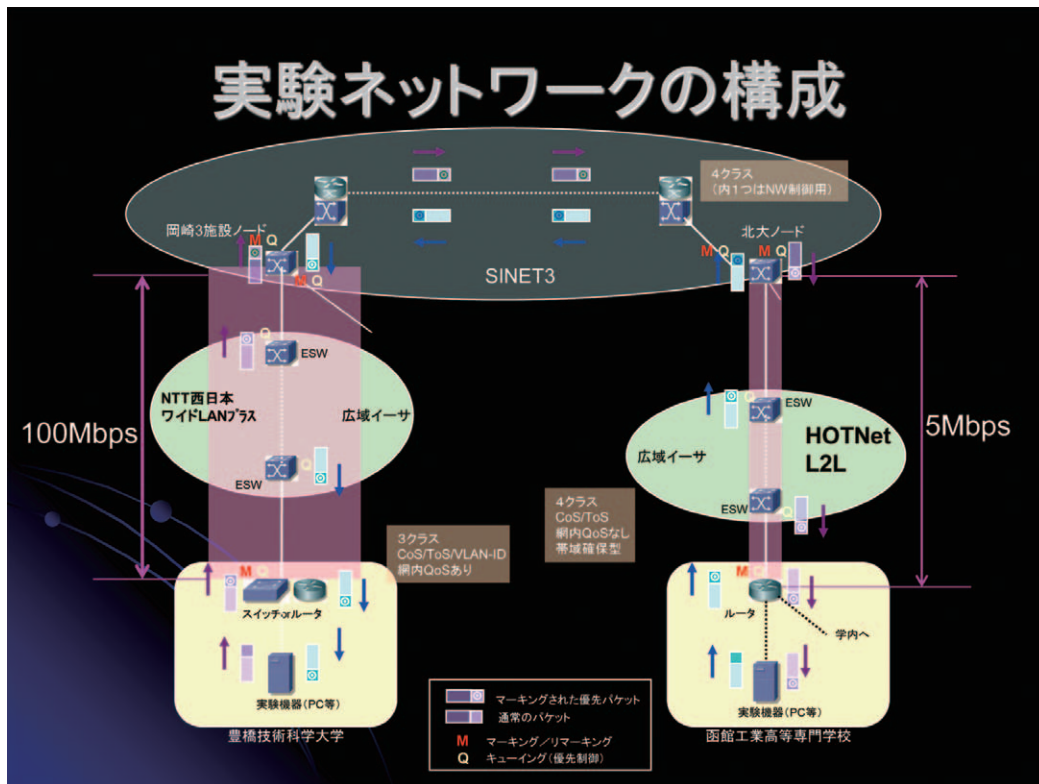 実験ネットワークの構成
4クラス
(内1つはNW制御用)
岡崎3施設ノード
北大ノード
M Q
M Q
M Q
M Q
SINET3
Q
ESW
NTT西日本
ワイドLANプラス
広域イーサ
100Mbps
Q
ESW
Q
ESW
HOTNet
L2L
広域イーサ
5Mbps
ESW
Q
4クラス
CoS/ToS
網内QoSなし
帯域確保型
3クラス
CoS/ToS/VLAN-ID
網内QoSあり
M Q
スイッチorルータ
実験機器(PC等)
豊橋技術科学大学
M Q
ルータ
学内へ
実験機器(PC等)
函館工業高等専門学校
マーキングされた優先パケット
通常のパケット
M マーキング/リマーキング
Q キューイング(優先制御)